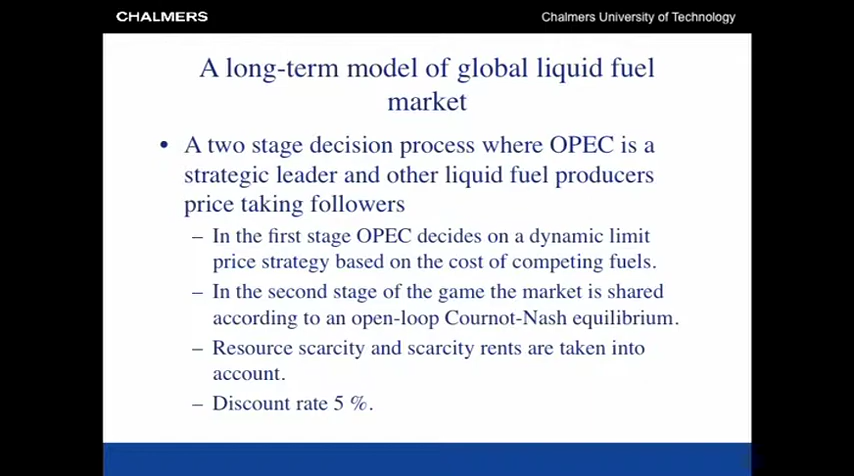 CHALMERS
Chalmers University of Technology
A long-term model of global liquid fuel
market
• A two stage decision process where OPEC is a
strategic leader and other liquid fuel producers
price taking followers
– In the first stage OPEC decides on a dynamic limit
price strategy based on the cost of competing fuels.
– In the second stage of the game the market is shared
according to an open-loop Cournot-Nash equilibrium.
– Resource scarcity and scarcity rents are taken into
account.
– Discount rate 5 %.